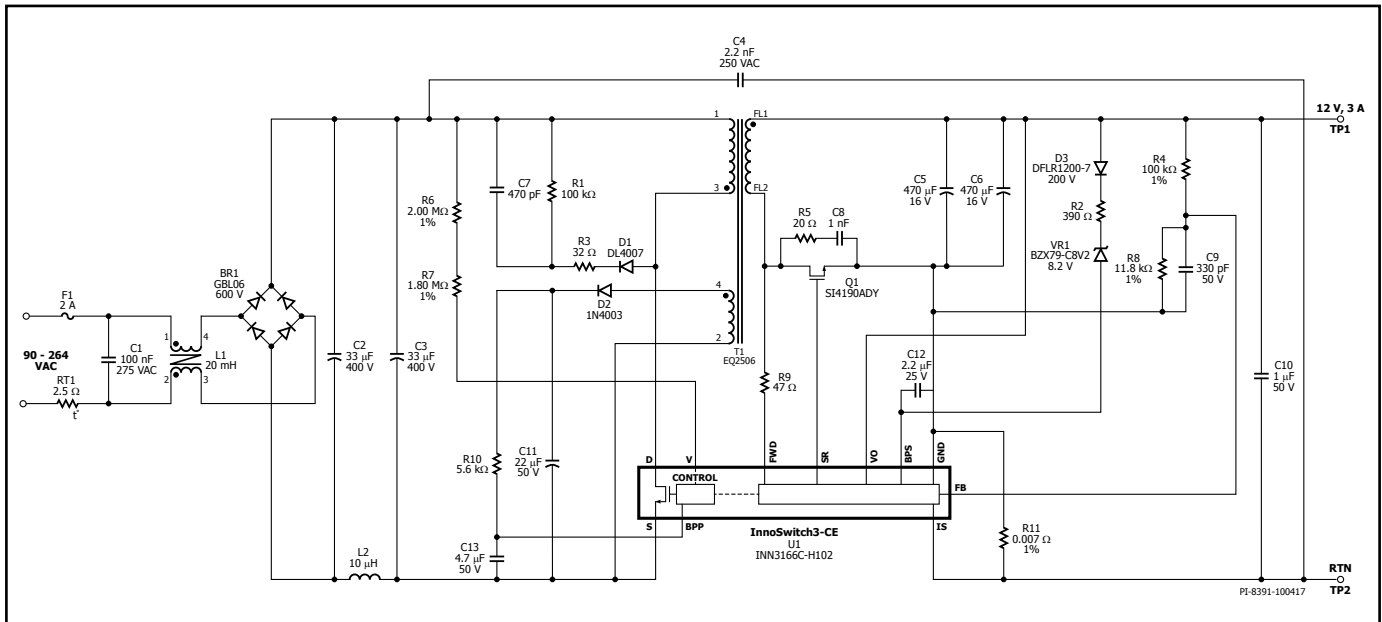 C4
2.2 nF
250 VAC
12 V, 3 A
TP1
1
FL1
3
FL2
C7
470 pF
R1
100 kΩ
R6
2.00 MΩ
1%
R3
32 Ω
D1
DL4007
R7
1.80 MΩ
1%
D2
1N4003
4
2
T1
EQ2506
R5
20 Ω
C8
1 nF
Q1
SI4190ADY
C5
470 µF
16 V
C6
470 µF
16 V
D3
DFLR1200-7
200 V
R2
390 Ω
VR1
BZX79-C8V2
8.2 V
R4
100 kΩ
1%
R8
11.8 kΩ
1%
C9
330 pF
50 V
BR1
GBL06
600 V
F1
2 A
90 - 264
VAC
RT1
2.5 Ω
t°
C1
100 nF
275 VAC
1
4
2
3
L1
20 mH
C2
33 µF
400 V
C3
33 µF
400 V
R9
47 Ω
C12
2.2 µF
25 V
C10
1 µF
50 V
R10
5.6 kΩ
C11
22 µF
50 V
D
V
FWD
SR
VO
BPS
GND
CONTROL
FB
S
BPP
IS
InnoSwitch3-CE
U1
INN3166C-H102
R11
0.007 Ω
1%
C13
4.7 µF
50 V
L2
10 µH
RTN
TP2
PI-8391-100417